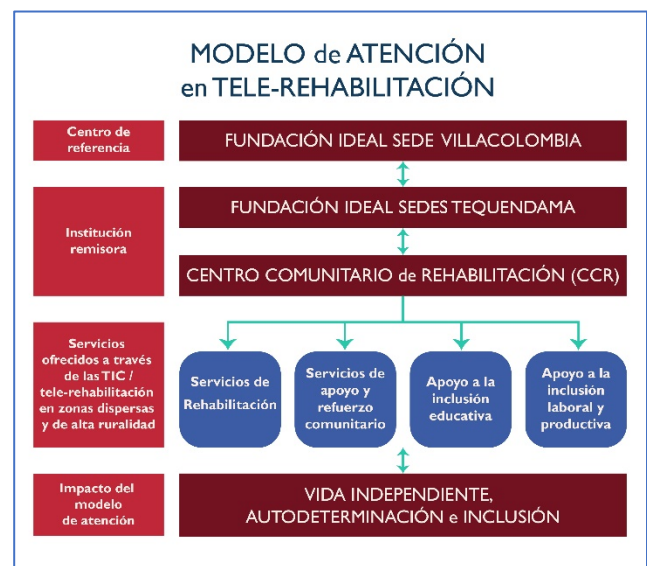 MODELO de ATENCIÓN
en TELE-REHABILITACIÓN
Centro de
referencia
FUNDACIÓN IDEAL SEDE VILLACOLOMBIA
Institución
remisora
FUNDACIÓN IDEAL SEDES TEQUENDAMA
CENTRO COMUNITARIO de REHABILITACIÓN (CCR)
Servicios
ofrecidos a través
de las TIC /
tele-rehabilitación
en zonas dispersas
y de alta ruralidad
Servicios de
Rehabilitación
Servicios de
apoyo y
refuerzo
comunitario
Apoyo a la
inclusión
educativa
Apoyo a la
inclusión
laboral y
productiva
Impacto del
modelo
de atención
VIDA INDEPENDIENTE,
AUTODETERMINACIÓN e INCLUSIÓN